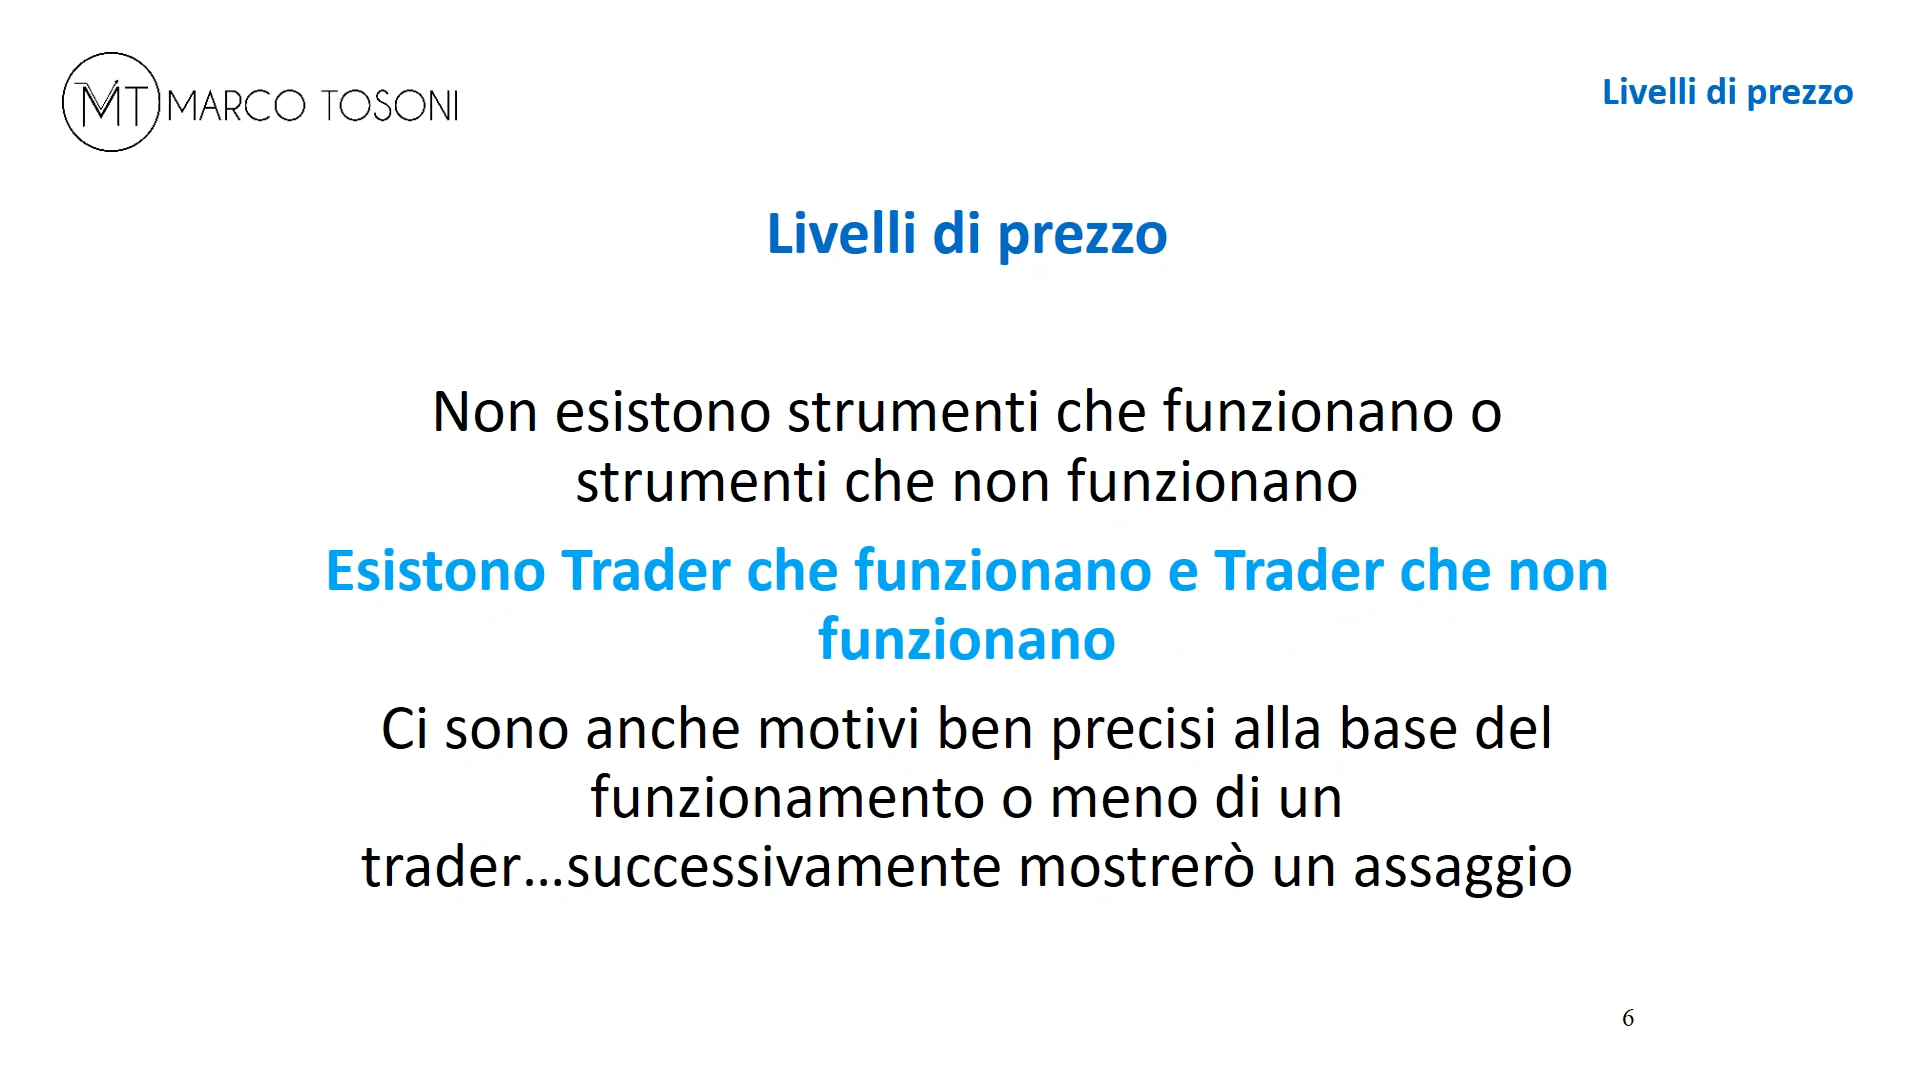 MT MARCO TOSONI
Livelli di prezzo
Livelli di prezzo
Non esistono strumenti che funzionano o
strumenti che non funzionano
Esistono Trader che funzionano e Trader che non
funzionano
Ci sono anche motivi ben precisi alla base del
funzionamento o meno di un
trader...successivamente mostrerò un assaggio
6